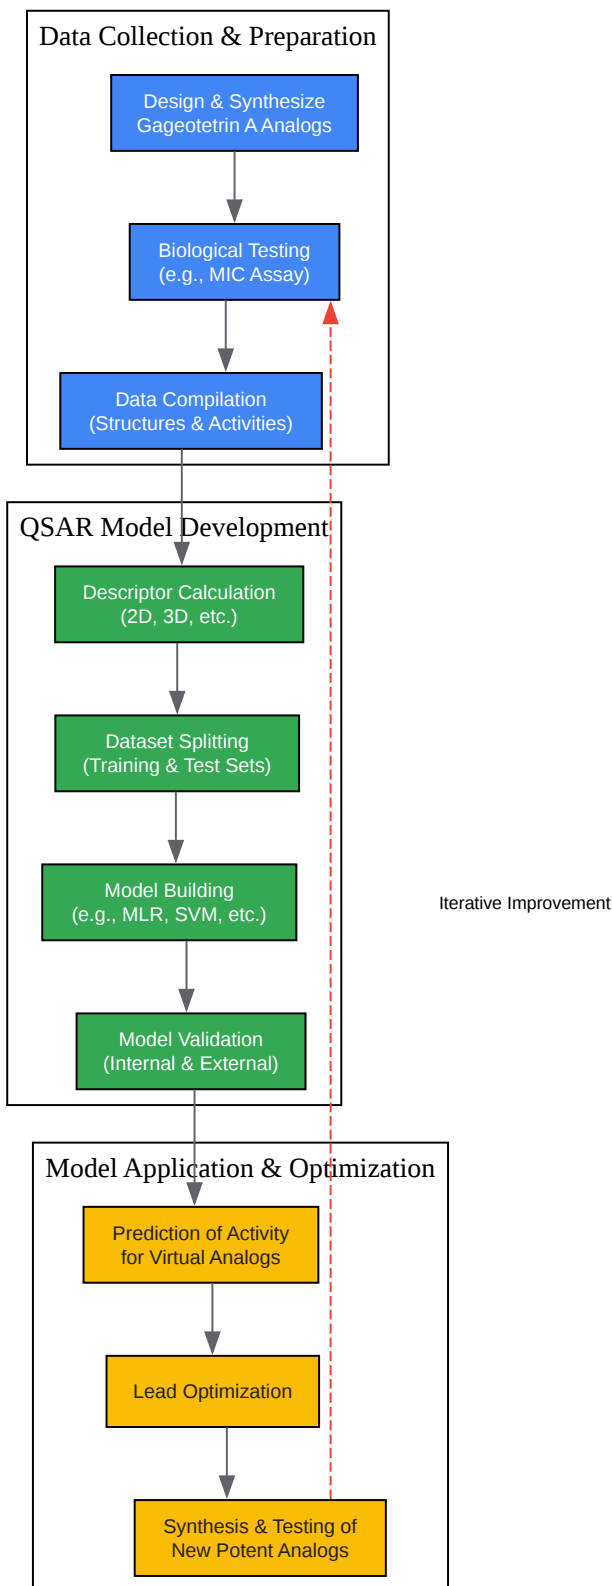 Data Collection & Preparation
Design & Synthesize
Gageotetrin A Analogs
Biological Testing
(e.g., MIC Assay)
Data Compilation
(Structures & Activities)
QSAR Model Development
Descriptor Calculation
(2D, 3D, etc.)
Dataset Splitting
(Training & Test Sets)
Model Building
(e.g., MLR, SVM, etc.)
Iterative Improvement
Model Validation
(Internal & External)
Model Application & Optimization
Prediction of Activity
for Virtual Analogs
Lead Optimization
Synthesis & Testing of
New Potent Analogs